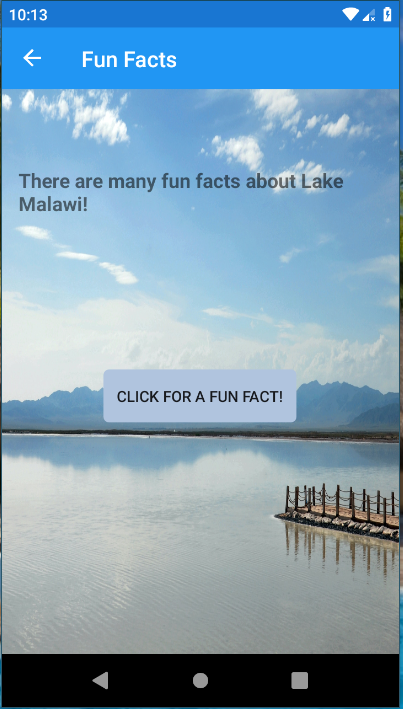 10:13
Fun Facts
There are many fun facts about Lake
Malawi!
CLICK FOR A FUN FACT!